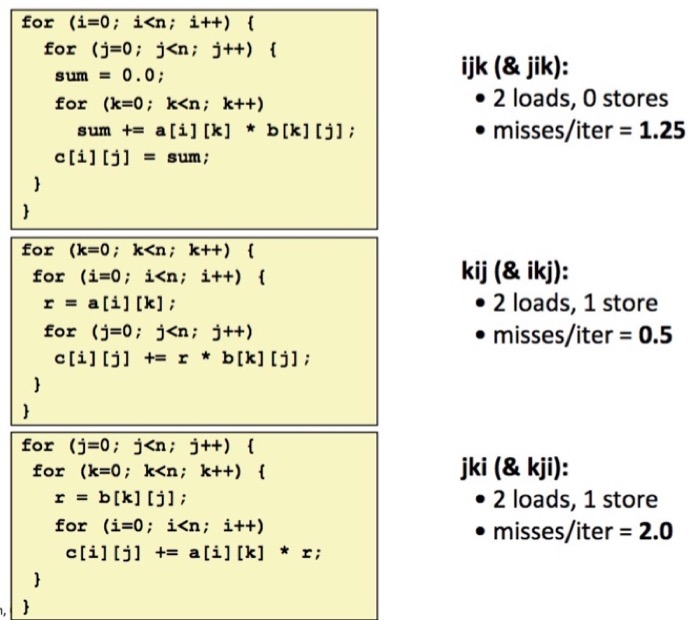 for (i=0; i<n; i++) {
for (j=0; j<n; j++) {
sum = 0.0;
for (k=0; k<n; k++)
sum += a[i][k] * b[k][j];
c[i][j] = sum;
}
}
ijk (& jik):
• 2 loads, 0 stores
• misses/iter = 1.25
for (k=0; k<n; k++) {
for (i=0; i<n; i++) {
r = a[i][k];
for (j=0; j<n; j++)
c[i][j] += r * b[k][j];
}
}
kij (& ikj):
• 2 loads, 1 store
• misses/iter = 0.5
for (j=0; j<n; j++) {
for (k=0; k<n; k++) {
r = b[k][j];
for (i=0; i<n; i++)
c[i][j] += a[i][k] * r;
}
}
jki (& kji):
• 2 loads, 1 store
• misses/iter = 2.0